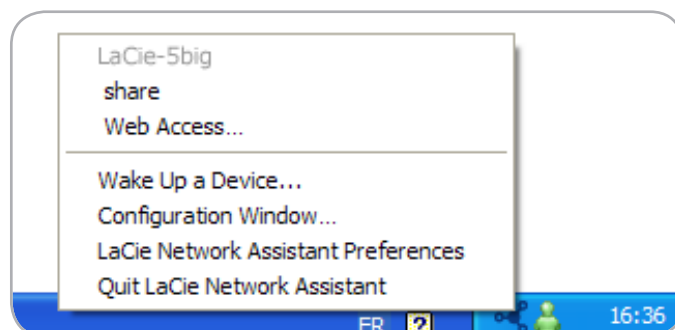 LaCie-5big
share
Web Access...
Wake Up a Device...
Configuration Window...
LaCie Network Assistant Preferences
Quit LaCie Network Assistant
FR ? 16:36